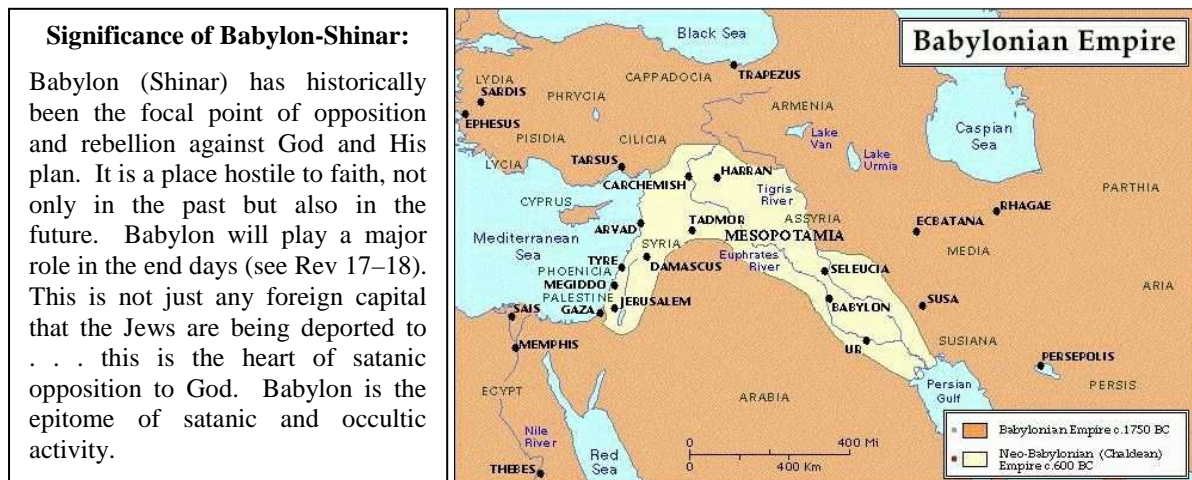 Significance of Babylon-Shinar:
Babylon (Shinar) has historically
been the focal point of opposition
and rebellion against God and His
plan. It is a place hostile to faith, not
only in the past but also in the
future. Babylon will play a major
role in the end days (see Rev 17–18).
This is not just any foreign capital
that the Jews are being deported to
. . . this is the heart of satanic
opposition to God. Babylon is the
epitome of satanic and occultic
activity.
Babylonian Empire
Black Sea
TRAPEZUS
CAPPADOCIA
LYDIA
SARDIS
PHRYGIA
ARMENIA
EPHESUS
PISIDIA
CILICIA
Lake
Van
Lake
Urmia
Caspian
Sea
LYCIA
TARSUS
HARRAN
CARCHEMISH
Tigris
River
PARTHIA
CYPRUS
ASSYRIA
RHAGAE
ARVAD
TADMOR
ECBATANA
MESOPOTAMIA
Mediterranean
Sea
SYRIA
MEDIA
TYRE
DAMASCUS
Euphrates
River
SELEUCIA
PHOENICIA
MEGIDDO
ARIA
PALESTINE
JERUSALEM
BABYLON
SUSA
SAIS
GAZA
MEMPHIS
UR
SUSIANA
PERSEPOLIS
EGYPT
ARABIA
Persian
Gulf
PERSIS
Nile
River
Red
Sea
THEBES
0 400 Mi
0 400 Km
Babylonian Empire c.1750 BC
Neo-Babylonian (Chaldean)
Empire c.600 BC